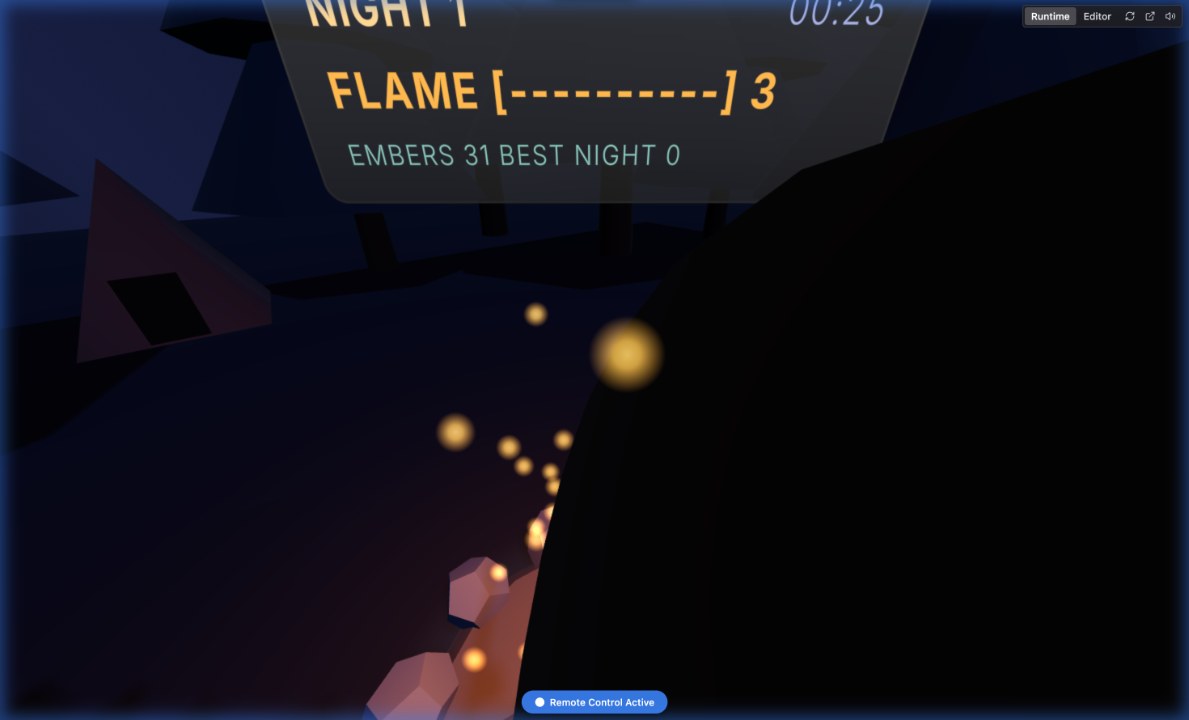 NIGHT 1 00:25
Runtime Editor
FLAME [----------] 3
EMBERS 31 BEST NIGHT 0
Remote Control Active